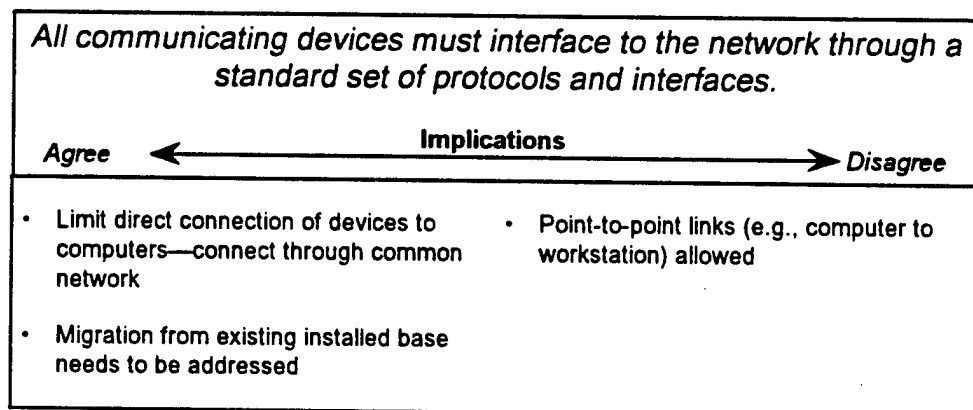 All communicating devices must interface to the network through a
standard set of protocols and interfaces.
Implications
Agree
Disagree
• Limit direct connection of devices to
computers—connect through common
network
• Migration from existing installed base
needs to be addressed
• Point-to-point links (e.g., computer to
workstation) allowed